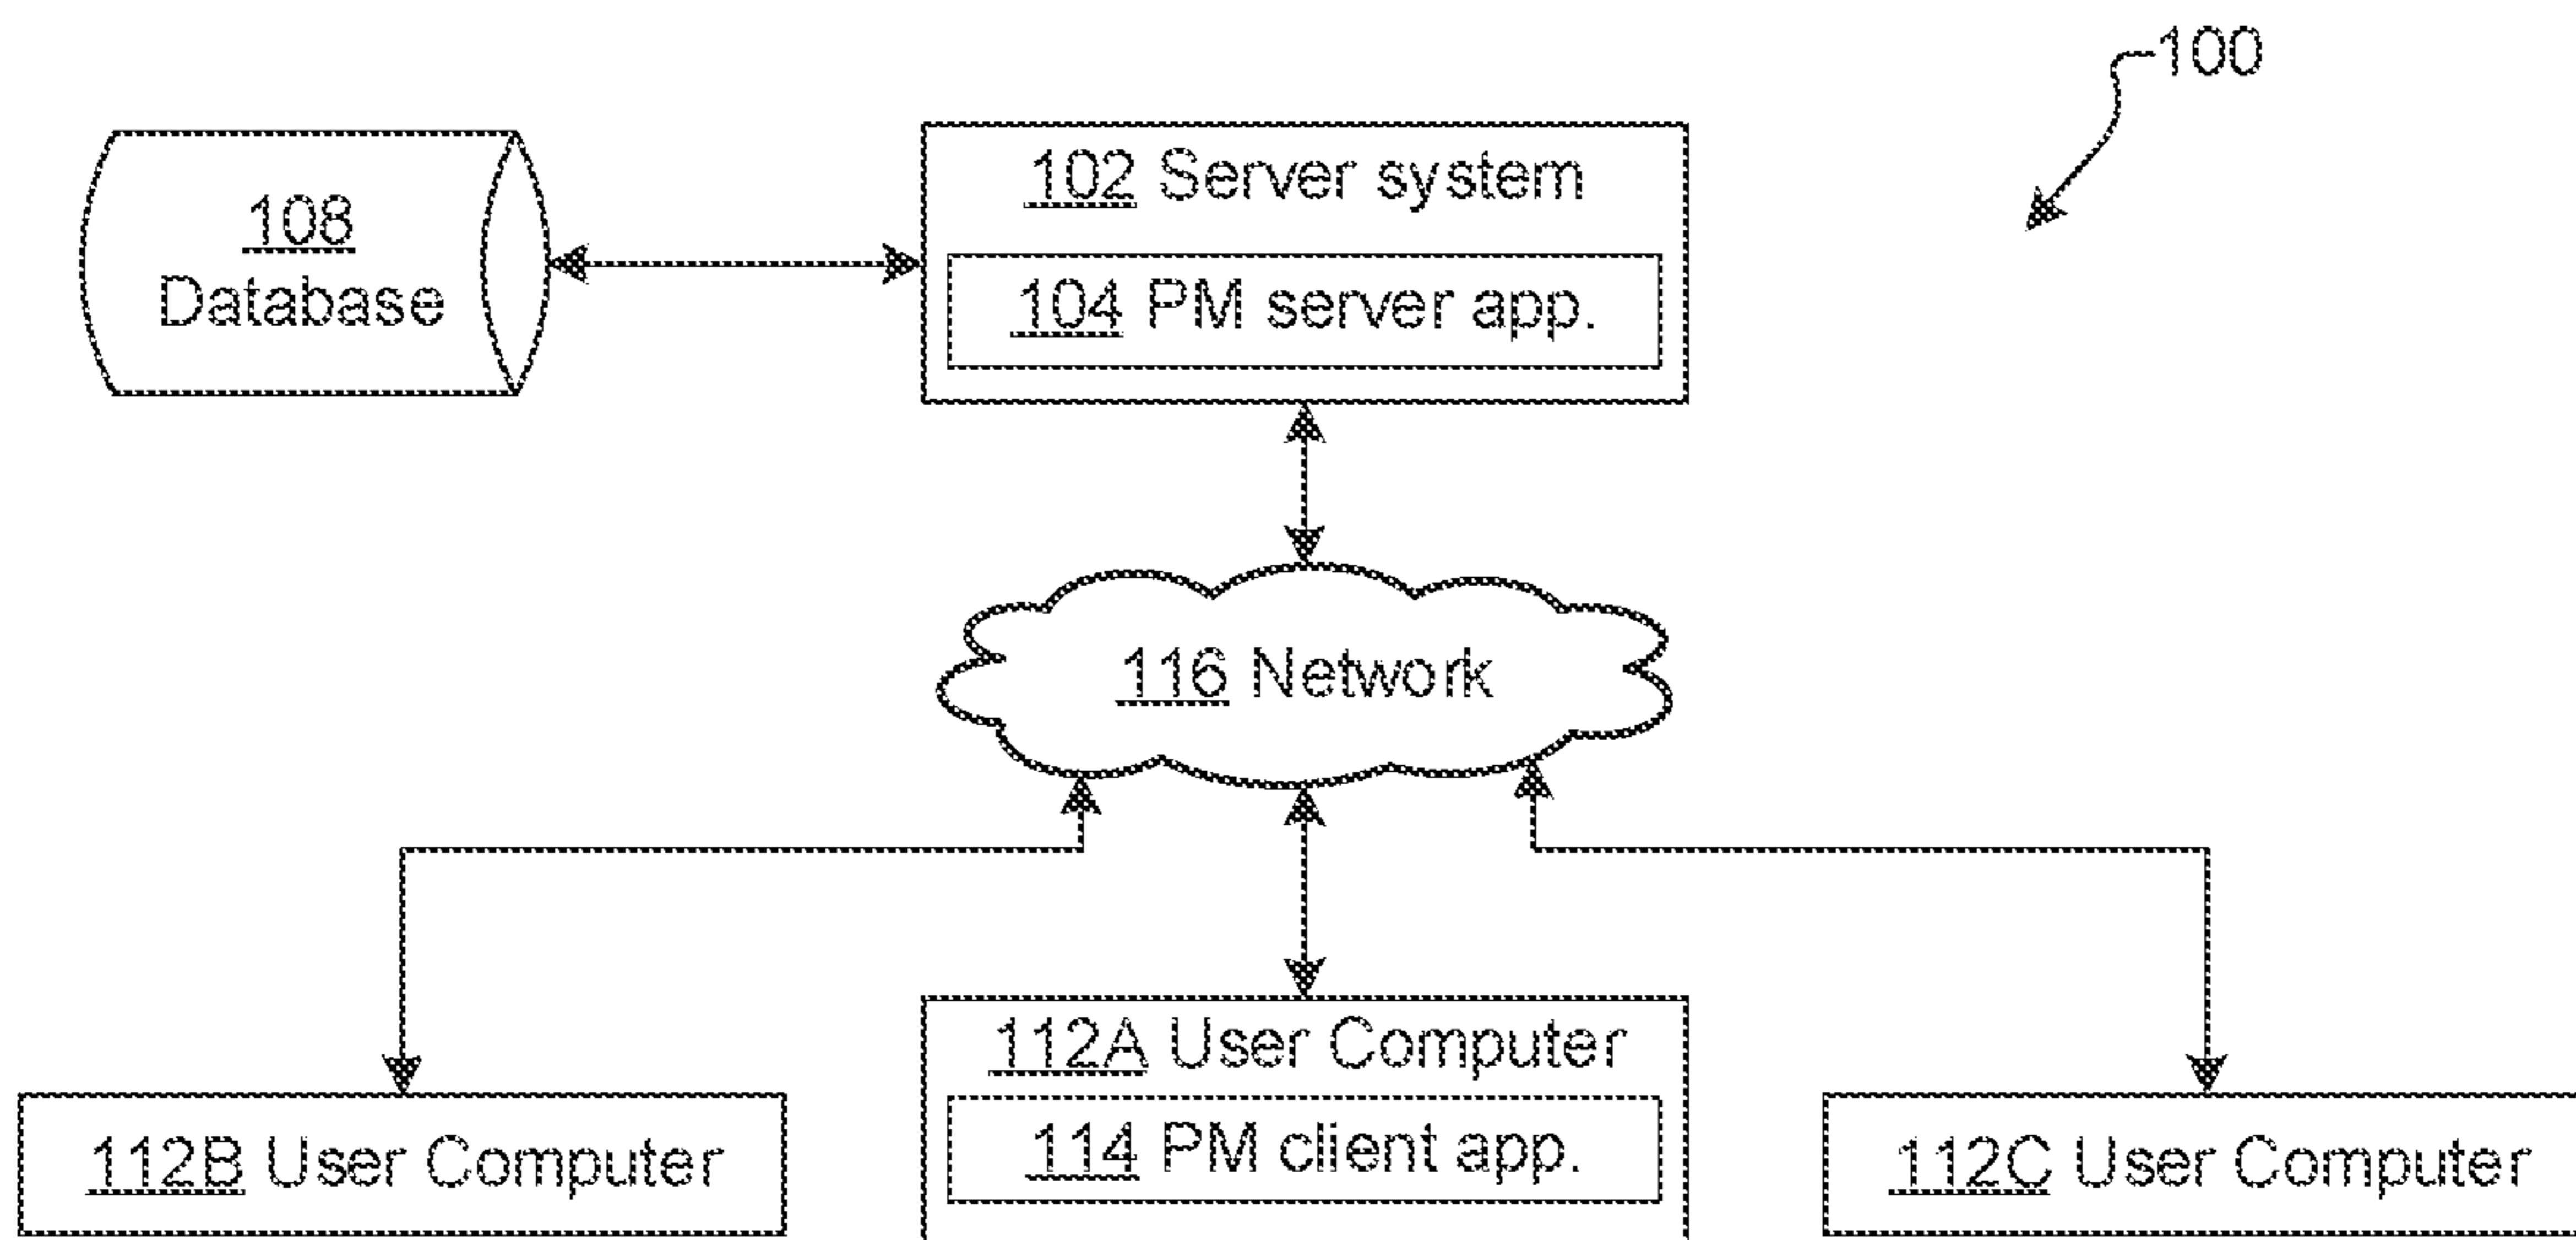 100
102 Server system
108
Database
104 PM server app.
116 Network
112A User Computer
114 PM client app.
112B User Computer
112C User Computer